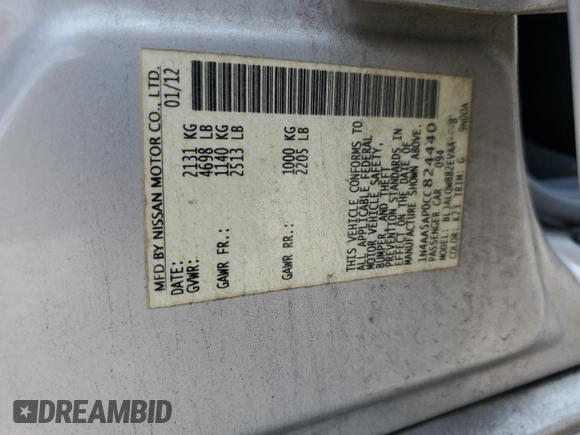 MFD BY NISSAN MOTOR CO., LTD.
DATE: 01/12
GVWR: 2131 KG
4698 LB
GAWR FR: 1140 KG
2513 LB
GAWR RR: 1000 KG
2205 LB
THIS VEHICLE CONFORMS TO
ALL APPLICABLE FEDERAL
MOTOR VEHICLE SAFETY,
BUMPER, AND THEFT
PREVENTION STANDARDS IN
EFFECT ON THE DATE OF
MANUFACTURE SHOWN ABOVE.
1N4AA5AP0CC824440
PASSENGER CAR 094
MODEL: 
COLOR: K23 TRIM: G 9N00A
DREAMBID